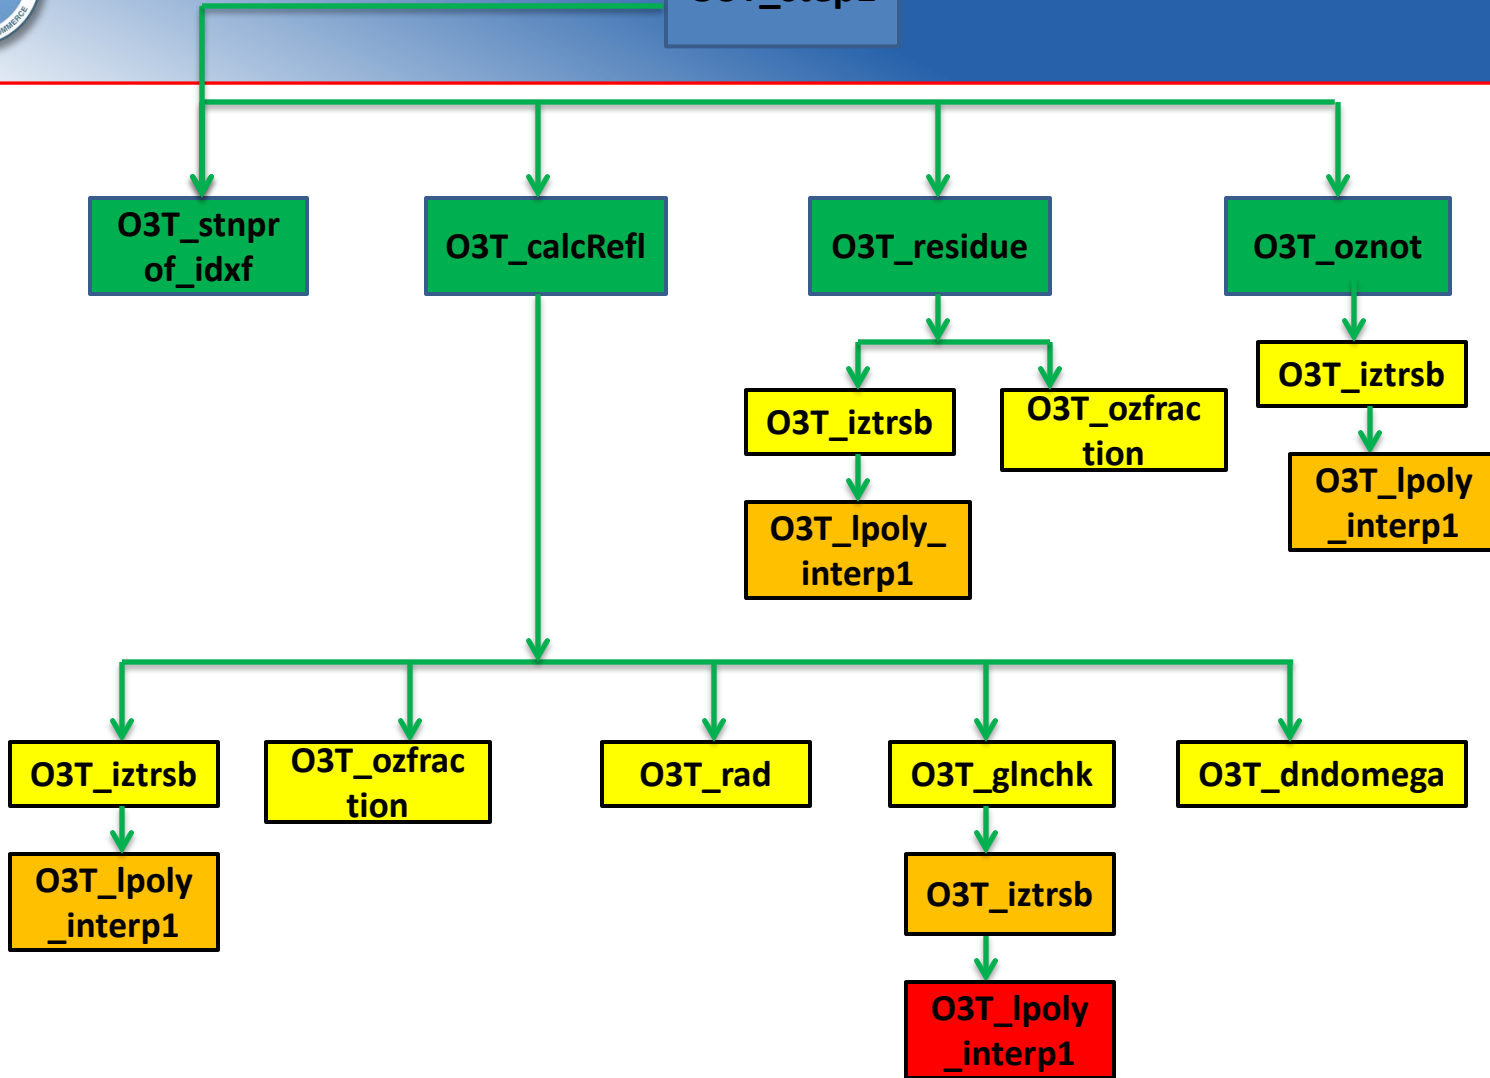 O3T_stnpr
of_idxf
O3T_calcRefl
O3T_residue
O3T_oznot
O3T_iztrsb
O3T_iztrsb
O3T_ozfrac
tion
O3T_lpoly
_interp1
O3T_lpoly_
interp1
O3T_iztrsb
O3T_ozfrac
tion
O3T_rad
O3T_glnchk
O3T_dndomega
O3T_lpoly
_interp1
O3T_iztrsb
O3T_lpoly
_interp1